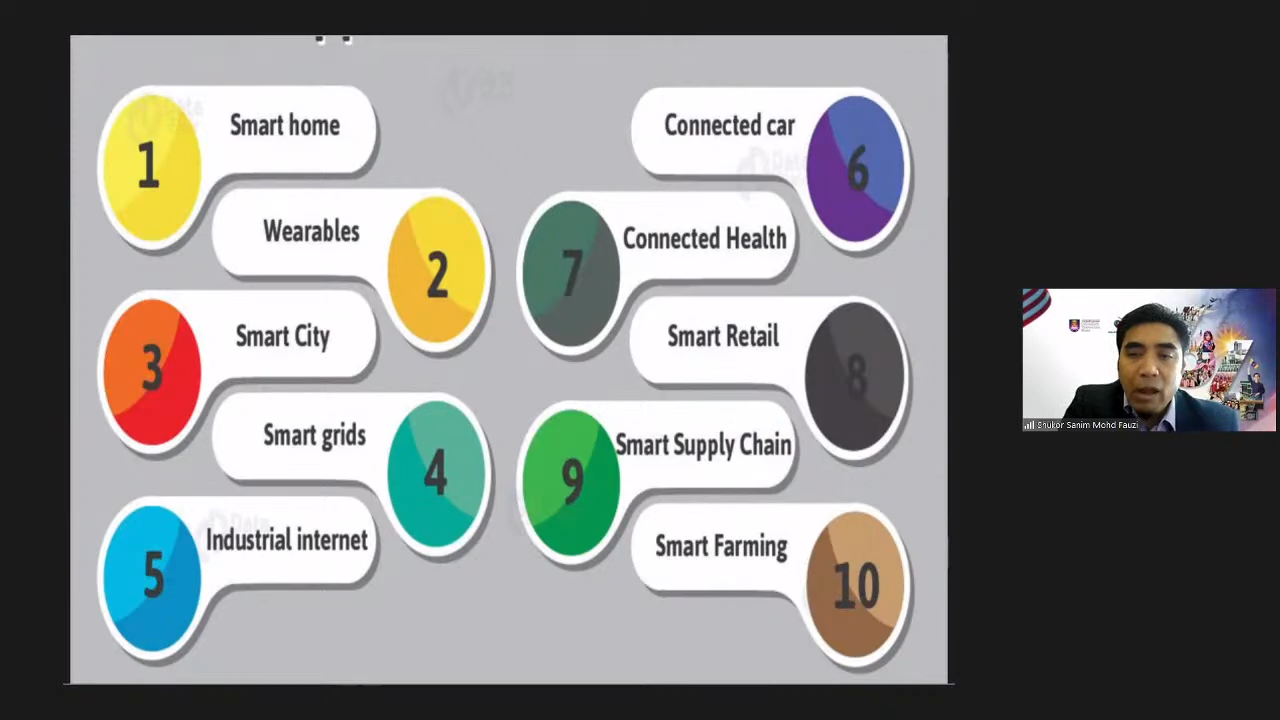 1
Smart home
Wearables
2
3
Smart City
Smart grids
4
5
Industrial internet
Connected car
6
7
Connected Health
Smart Retail
8
9
Smart Supply Chain
Smart Farming
10
Shukor Sanim Mohd Fauzi